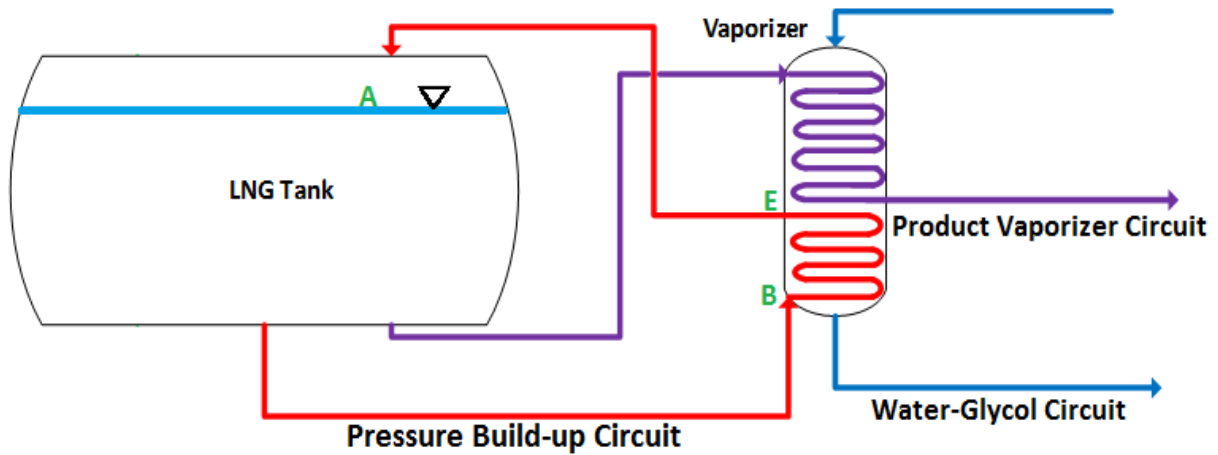 Vaporizer
A
LNG Tank
E
Product Vaporizer Circuit
B
Water-Glycol Circuit
Pressure Build-up Circuit